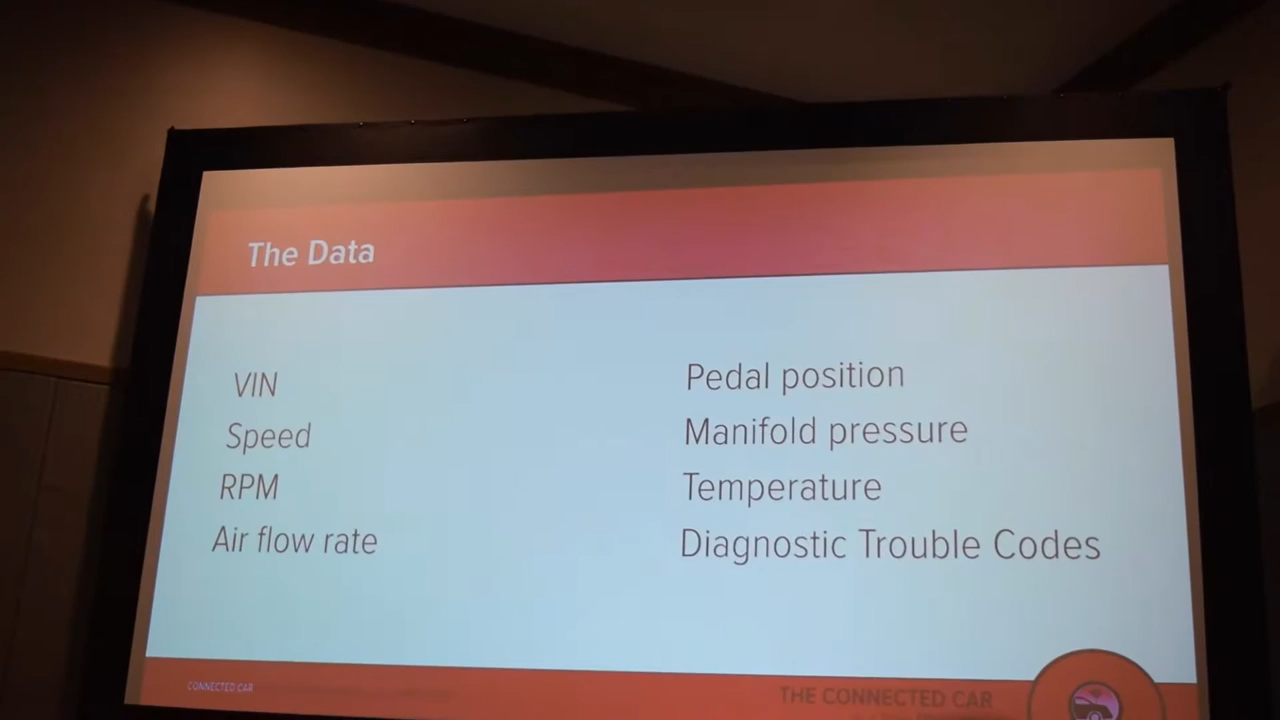 The Data
VIN
Speed
RPM
Air flow rate
Pedal position
Manifold pressure
Temperature
Diagnostic Trouble Codes
CONNECTED CAR
THE CONNECTED CAR